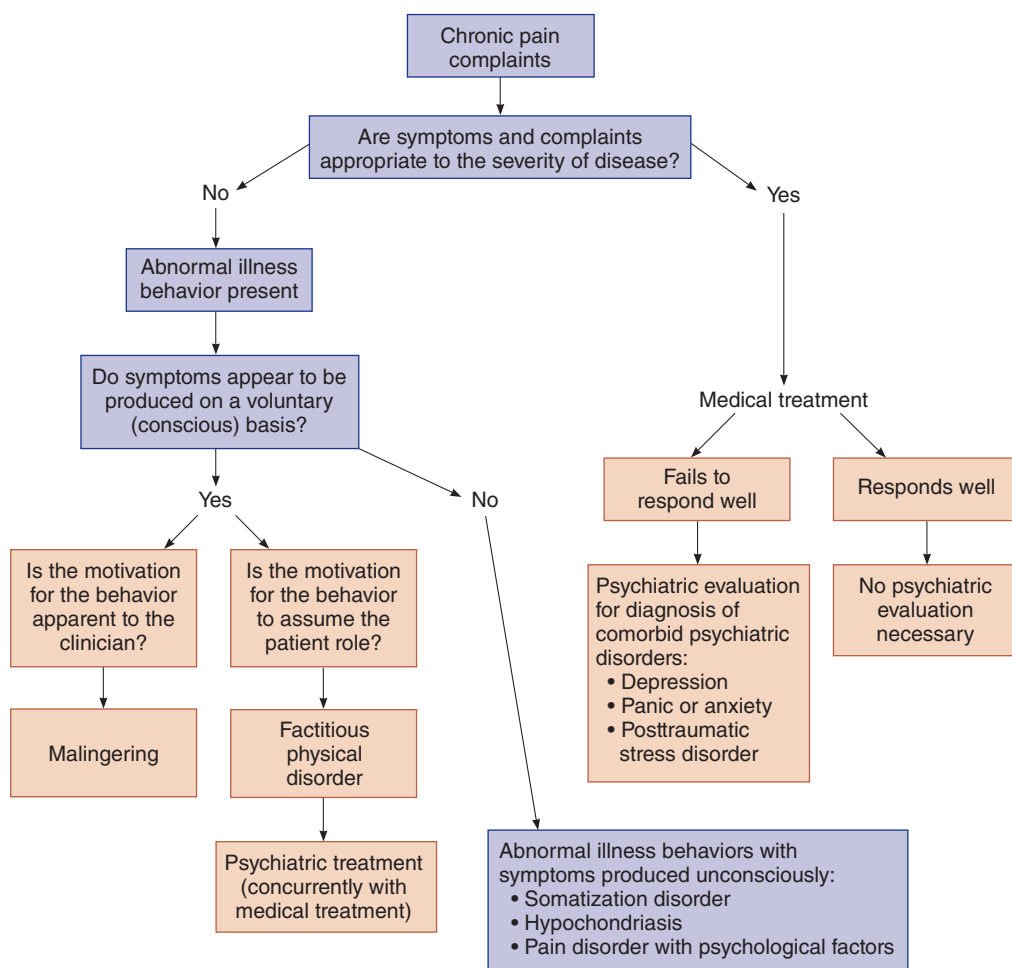 Chronic pain
complaints
Are symptoms and complaints
appropriate to the severity of disease?
No
Yes
Abnormal illness
behavior present
Do symptoms appear to be
produced on a voluntary
(conscious) basis?
Yes
No
Is the motivation
for the behavior
apparent to the
clinician?
Is the motivation
for the behavior
to assume the
patient role?
Malingering
Factitious
physical
disorder
Psychiatric treatment
(concurrently with
medical treatment)
Abnormal illness behaviors with
symptoms produced unconsciously:
• Somatization disorder
• Hypochondriasis
• Pain disorder with psychological factors
Medical treatment
Fails to
respond well
Responds well
Psychiatric evaluation
for diagnosis of
comorbid psychiatric
disorders:
• Depression
• Panic or anxiety
• Posttraumatic
stress disorder
No psychiatric
evaluation
necessary